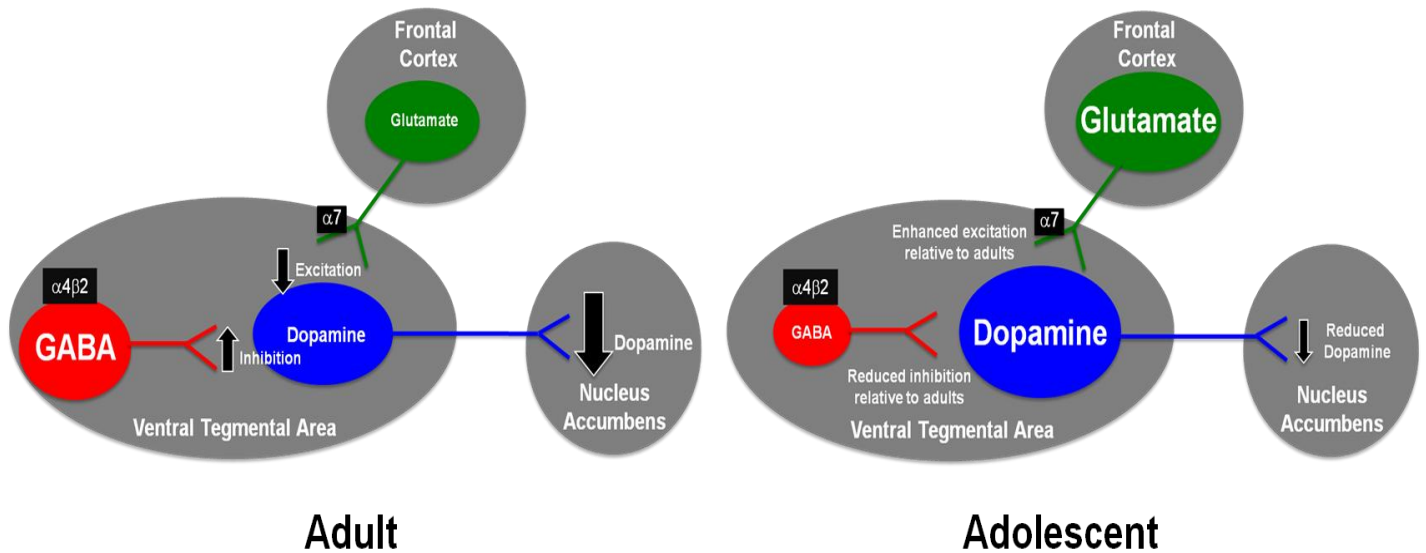 Frontal
Cortex
Glutamate
α7
Excitation
α4β2
GABA
Inhibition
Dopamine
Ventral Tegmental Area
Dopamine
Nucleus
Accumbens
Adult
Frontal
Cortex
Glutamate
α7
Enhanced excitation
relative to adults
α4β2
GABA
Dopamine
Reduced inhibition
relative to adults
Ventral Tegmental Area
Reduced
Dopamine
Nucleus
Accumbens
Adolescent